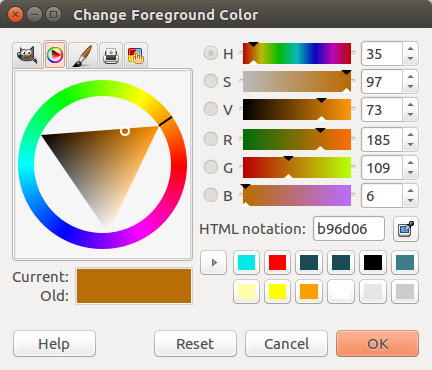 Change Foreground Color
H 35
S 97
V 73
R 185
G 109
B 6
HTML notation: b96d06
Current:
Old:
Help Reset Cancel OK